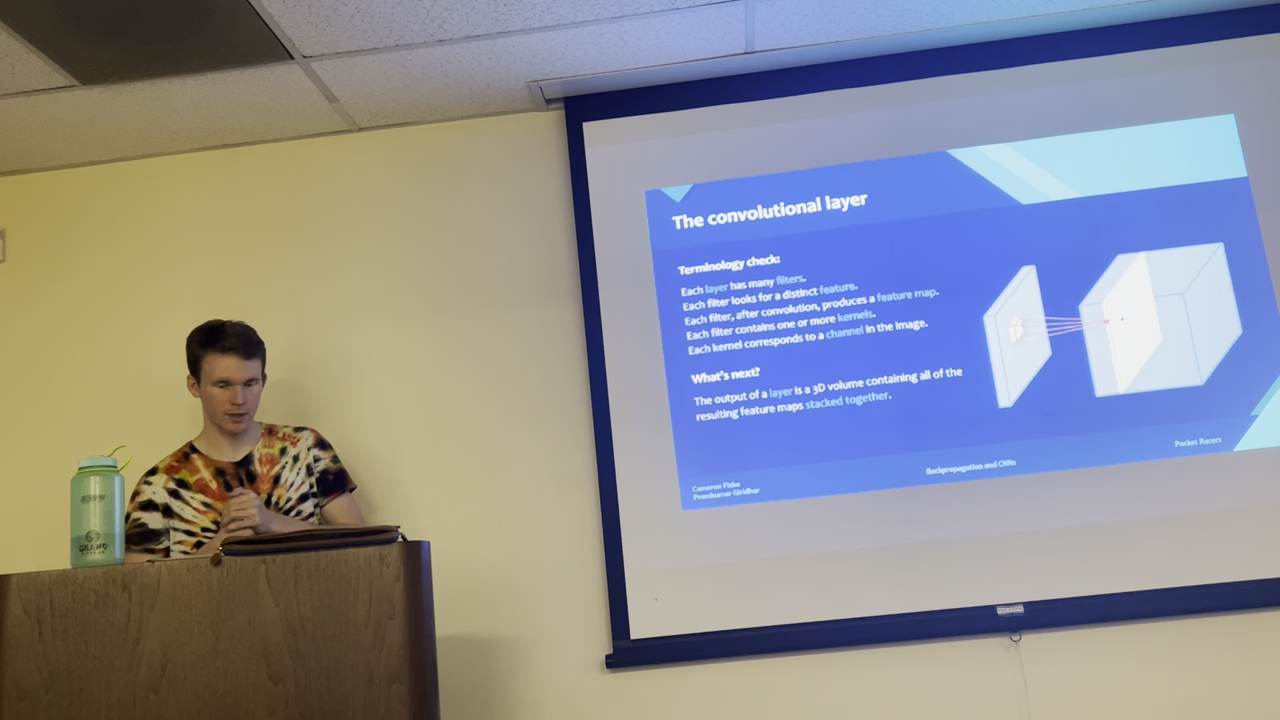 The convolutional layer
Terminology check:
Each layer has many filters.
Each filter looks for a distinct feature.
Each filter, after convolution, produces a feature map.
Each filter contains one or more kernels.
Each kernel corresponds to a channel in the image.
What's next?
The output of a layer is a 3D volume containing all of the
resulting feature maps stacked together.
Cameron Fiske
Premkumar Giridhar
Backpropagation and CNNs
Pocket Racers
GRAND